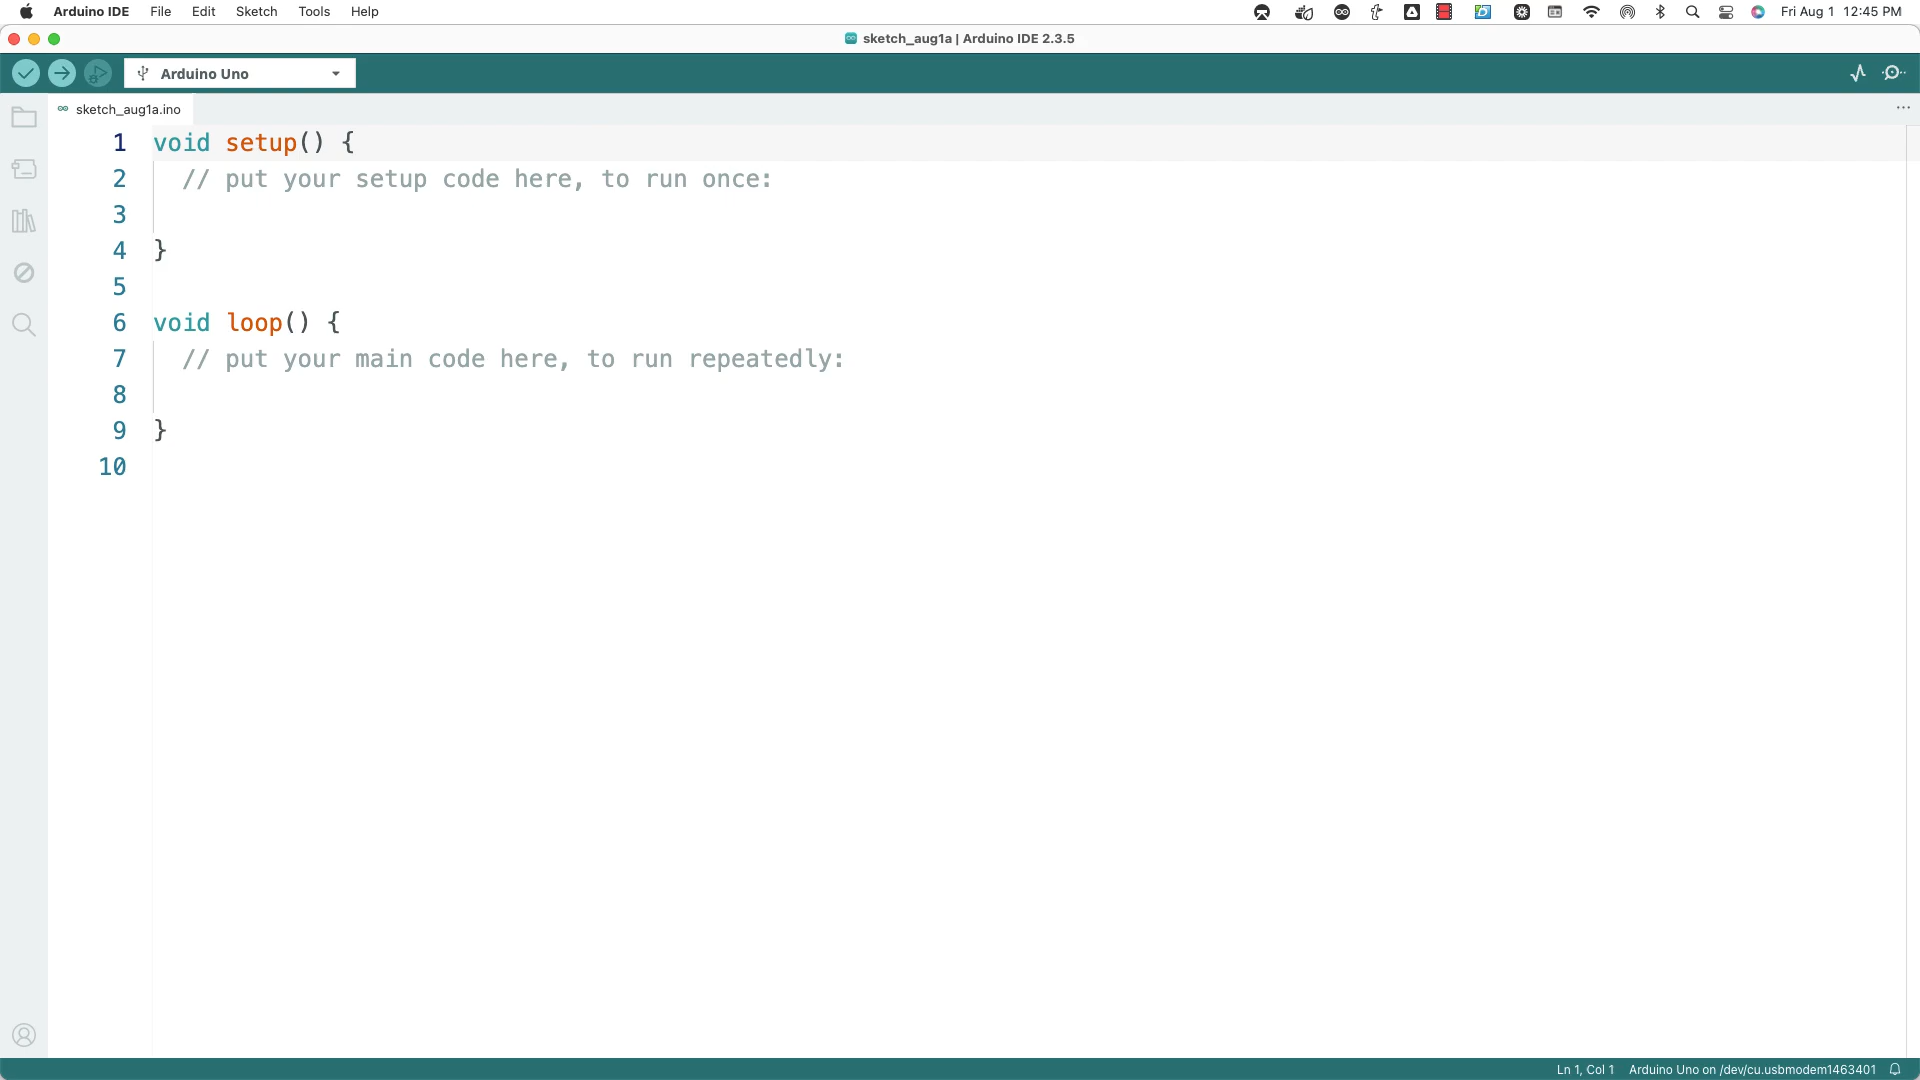 Arduino IDE File Edit Sketch Tools Help Fri Aug 1 12:45 PM
sketch_aug1a | Arduino IDE 2.3.5
Arduino Uno
sketch_aug1a.ino
1 void setup() {
2 // put your setup code here, to run once:
3
4 }
5
6 void loop() {
7 // put your main code here, to run repeatedly:
8
9 }
10
Ln 1, Col 1 Arduino Uno on /dev/cu.usbmodem1463401